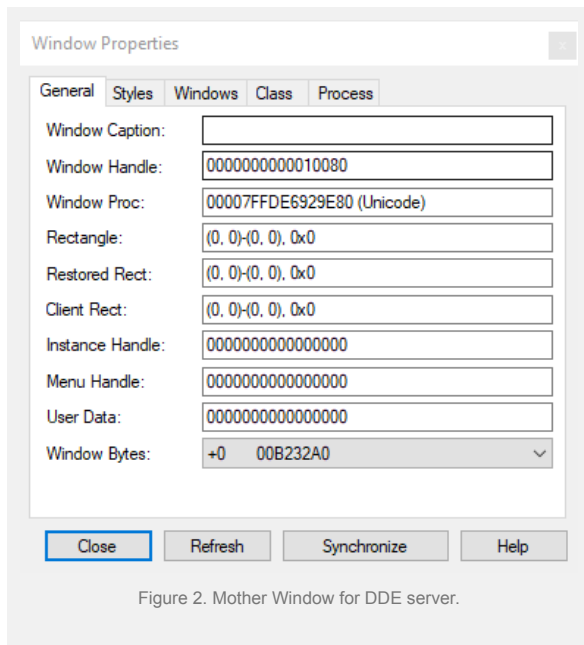 Window Properties
x
General Styles Windows Class Process
Window Caption:
Window Handle: 0000000000010080
Window Proc: 00007FFDE6929E80 (Unicode)
Rectangle: (0, 0)-(0, 0), 0x0
Restored Rect: (0, 0)-(0, 0), 0x0
Client Rect: (0, 0)-(0, 0), 0x0
Instance Handle: 0000000000000000
Menu Handle: 0000000000000000
User Data: 0000000000000000
Window Bytes: +0 00B232A0
Close Refresh Synchronize Help
Figure 2. Mother Window for DDE server.